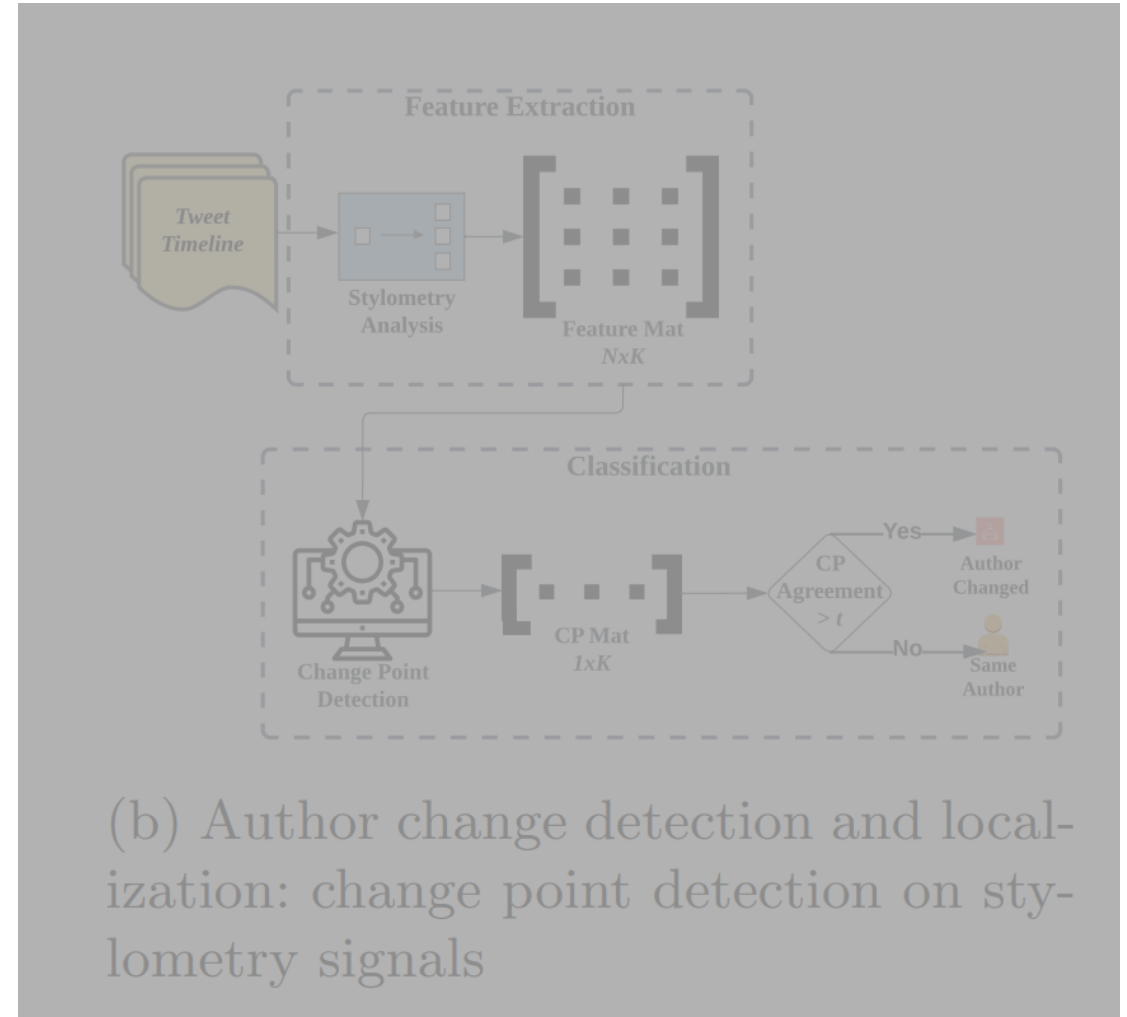 Feature Extraction
Tweet
Timeline
Stylometry
Analysis
Feature Mat
NxK
Classification
Change Point
Detection
CP Mat
1xK
CP
Agreement
> t
Yes
Author
Changed
No
Same
Author
(b) Author change detection and local-
ization: change point detection on sty-
lometry signals